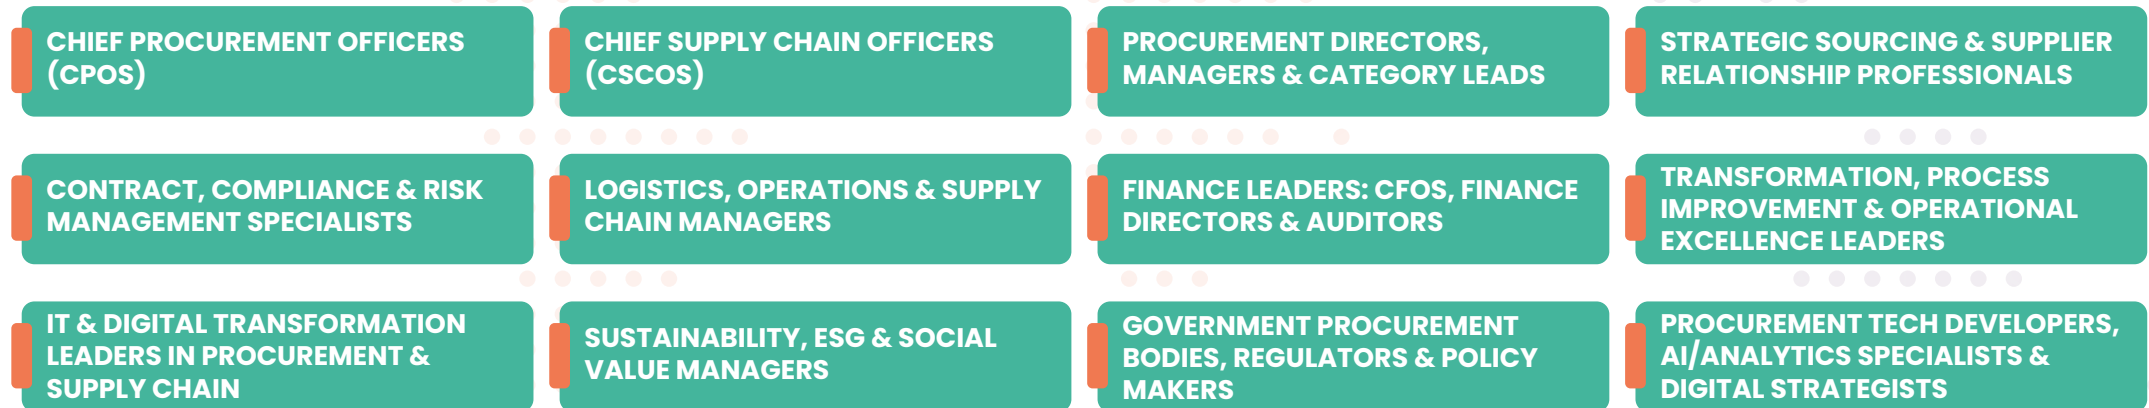 CHIEF PROCUREMENT OFFICERS
(CPOS)
CHIEF SUPPLY CHAIN OFFICERS
(CSCOS)
PROCUREMENT DIRECTORS,
MANAGERS & CATEGORY LEADS
STRATEGIC SOURCING & SUPPLIER
RELATIONSHIP PROFESSIONALS
CONTRACT, COMPLIANCE & RISK
MANAGEMENT SPECIALISTS
LOGISTICS, OPERATIONS & SUPPLY
CHAIN MANAGERS
FINANCE LEADERS: CFOS, FINANCE
DIRECTORS & AUDITORS
TRANSFORMATION, PROCESS
IMPROVEMENT & OPERATIONAL
EXCELLENCE LEADERS
IT & DIGITAL TRANSFORMATION
LEADERS IN PROCUREMENT &
SUPPLY CHAIN
SUSTAINABILITY, ESG & SOCIAL
VALUE MANAGERS
GOVERNMENT PROCUREMENT
BODIES, REGULATORS & POLICY
MAKERS
PROCUREMENT TECH DEVELOPERS,
AI/ANALYTICS SPECIALISTS &
DIGITAL STRATEGISTS